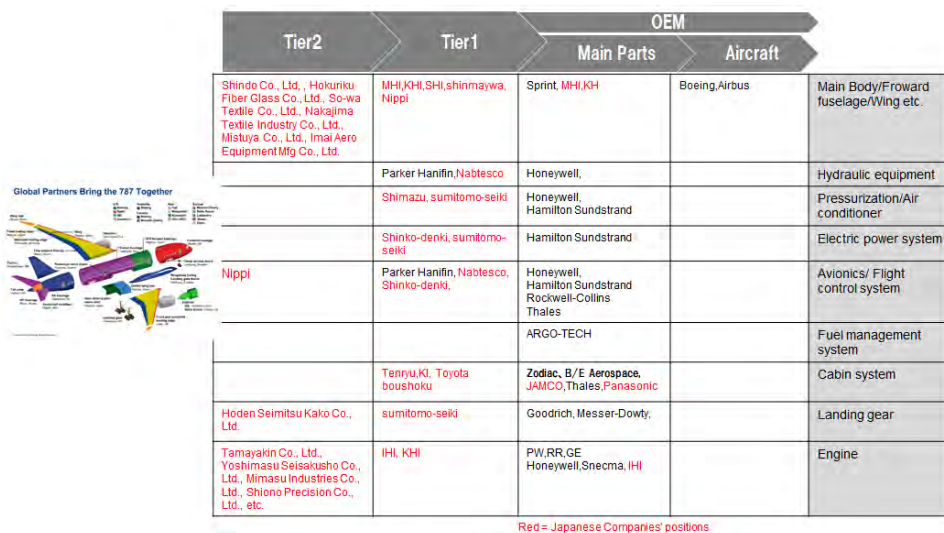 OEM
Tier2
Tier1
Main Parts
Aircraft
Shindo Co., Ltd, , Hokuriku
Fiber Glass Co., Ltd., So-wa
Textile Co., Ltd., Nakajima
Textile Industry Co., Ltd.,
Mistuya Co., Ltd., Imai Aero
Equipment Mfg Co., Ltd.
MHI,KHI,SHI,shinmaywa,
Nippi
Sprint, MHI,KH
Boeing,Airbus
Main Body/Froward
fuselage/Wing etc.
Parker Hanifin,Nabtesco
Honeywell,
Hydraulic equipment
Shimazu, sumitomo-seiki
Honeywell,
Hamilton Sundstrand
Pressurization/Air
conditioner
Shinko-denki, sumitomo-
seiki
Hamilton Sundstrand
Electric power system
Nippi
Parker Hanifin,Nabtesco,
Shinko-denki,
Honeywell,
Hamilton Sundstrand
Rockwell-Collins
Thales
Avionics/ Flight
control system
ARGO-TECH
Fuel management
system
Tenryu,KI, Toyota
boushoku
Zodiac、B/E Aerospace,
JAMCO,Thales,Panasonic
Cabin system
Hoden Seimitsu Kako Co.,
Ltd.
sumitomo-seiki
Goodrich, Messer-Dowty,
Landing gear
Tamayakin Co., Ltd.,
Yoshimasu Seisakusho Co.,
Ltd., Mimasu Industries Co.,
Ltd., Shiono Precision Co.,
Ltd., etc.
IHI, KHI
PW,RR,GE
Honeywell,Snecma, IHI
Engine
Red = Japanese Companies' positions
Global Partners Bring the 787 Together